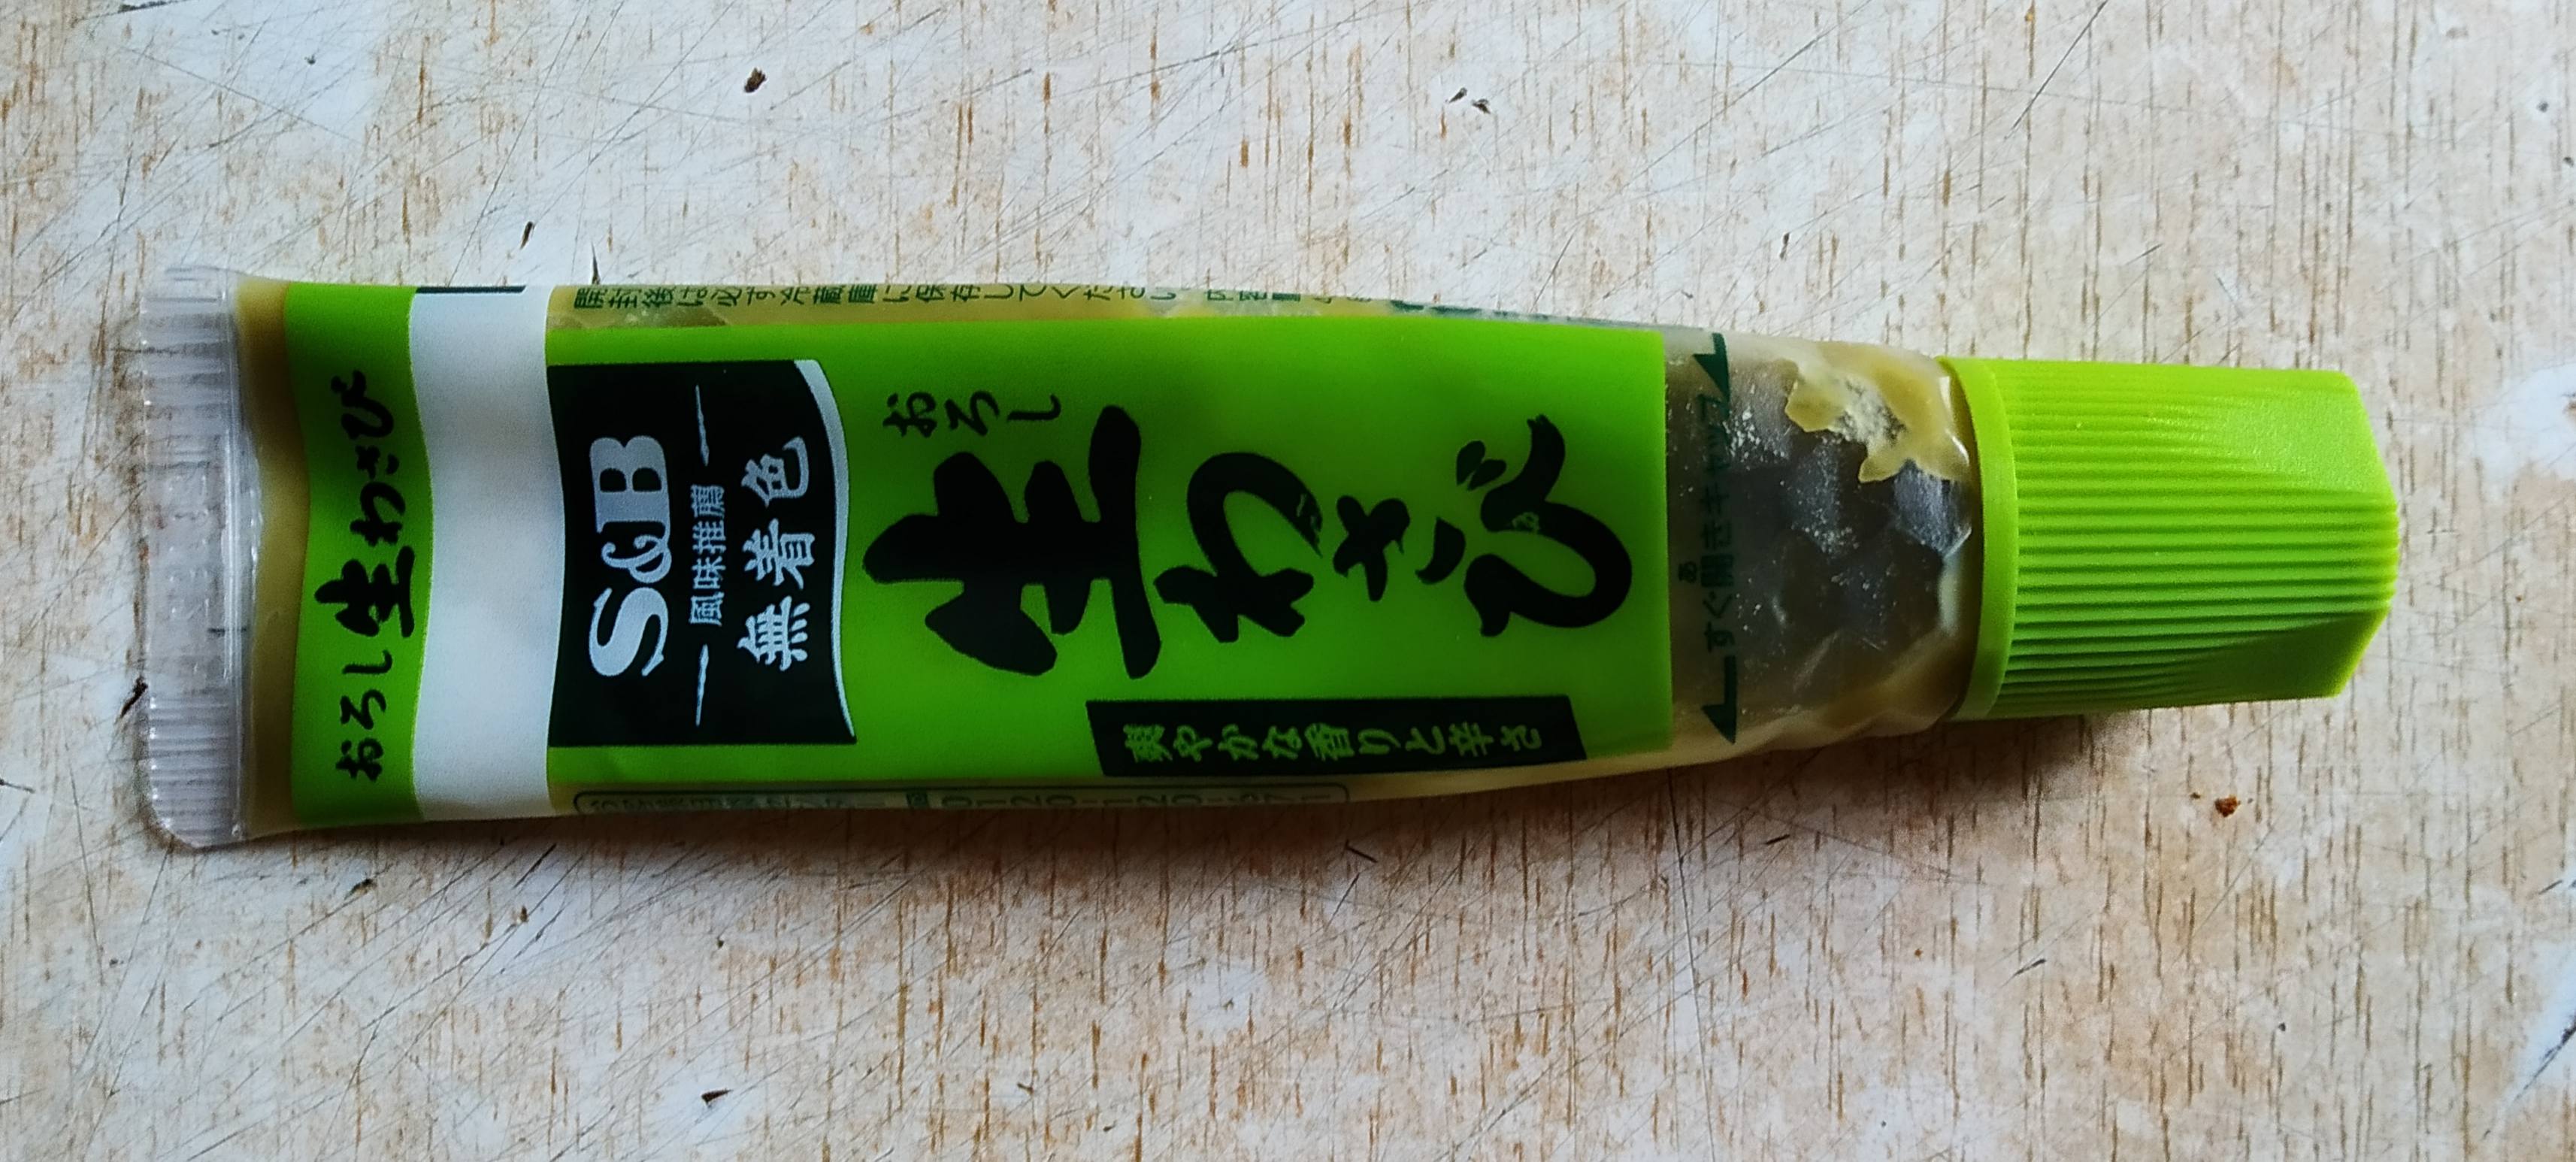 おろし生わさび
S&B
風味推薦
無着色
おろし
生わさび
爽やかな香りと辛さ
すぐ開きキャップ
開封後は必ず冷蔵庫に保存してください